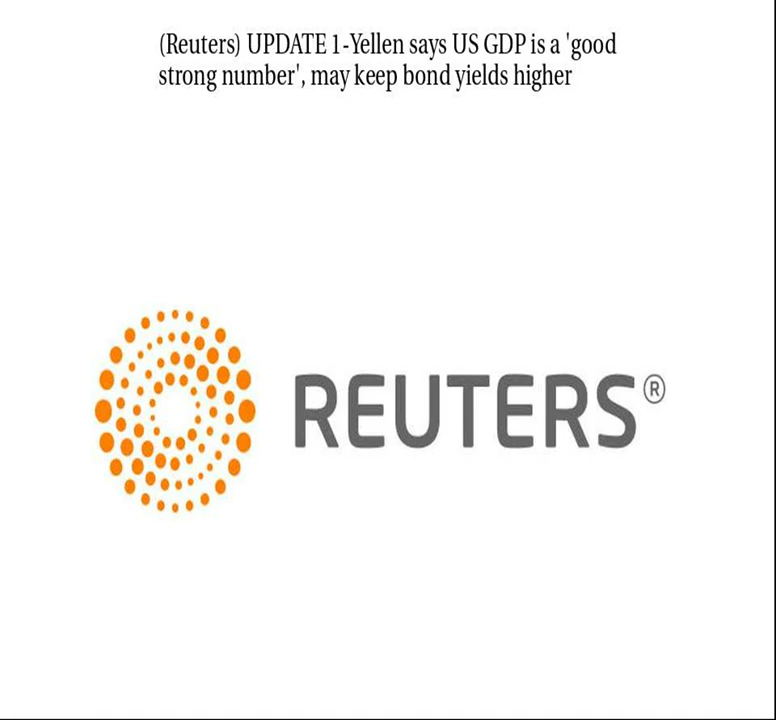 (Reuters) UPDATE 1-Yellen says US GDP is a 'good
strong number', may keep bond yields higher
REUTERS®